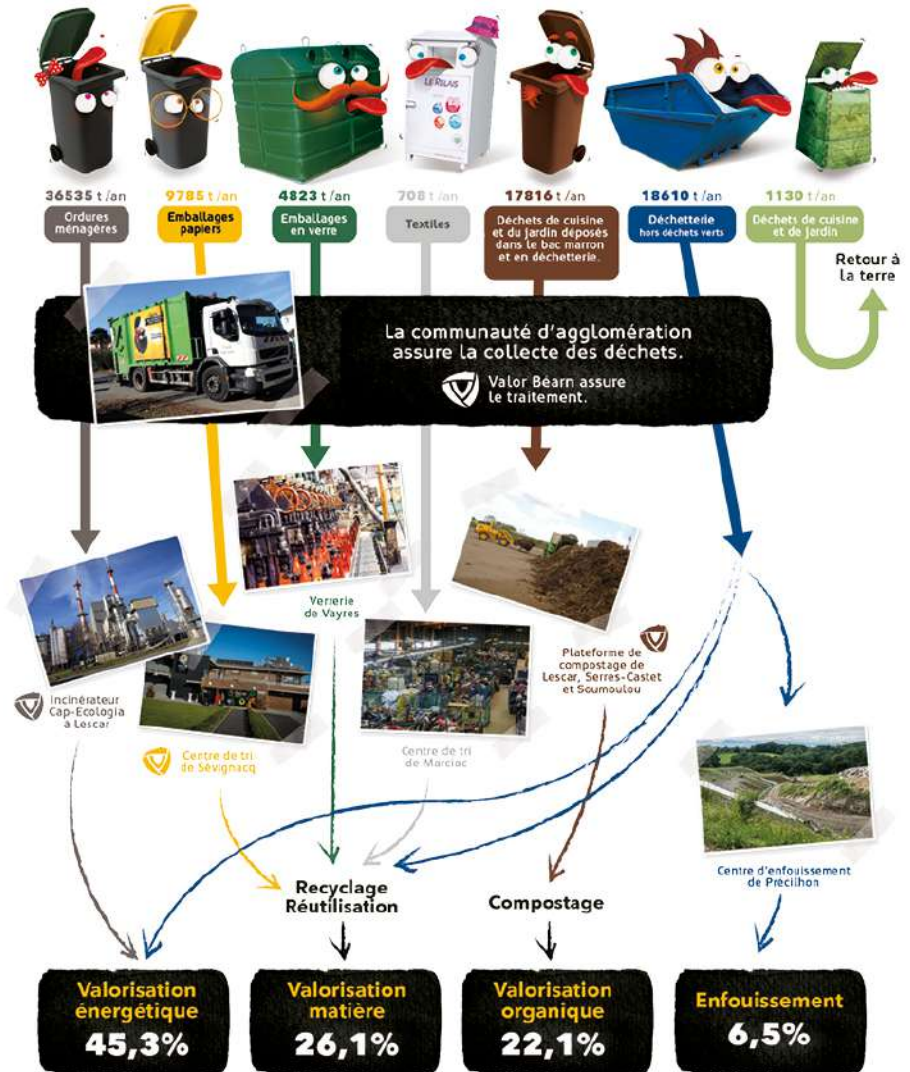 LE RELAIS
36535 t/an
Ordures
ménagères
9785 t/an
Emballages
papiers
4823 t/an
Emballages
en verre
708 t/an
Textiles
17816 t/an
Déchets de cuisine
et du jardin déposés
dans le bac marron
et en déchetterie.
18610 t/an
Déchetterie
hors déchets verts
1130 t/an
Déchets de cuisine
et de jardin
Retour à
la terre
La communauté d'agglomération
assure la collecte des déchets.
Valor Béarn assure
le traitement.
Verrerie
de Vayres
Plateforme de
compostage de
Lescar, Serres-Castet
et Soumoulou
Incinérateur
Cap-Ecologia
à Lescar
Centre de tri
de Sévignacq
Centre de tri
de Marciac
Centre d'enfouissement
de Précilhon
Recyclage
Réutilisation
Compostage
Valorisation
énergétique
45,3%
Valorisation
matière
26,1%
Valorisation
organique
22,1%
Enfouissement
6,5%